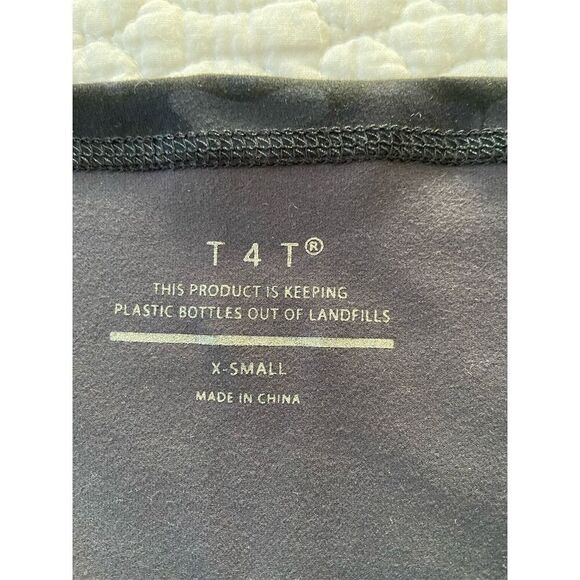 T 4 T®
THIS PRODUCT IS KEEPING
PLASTIC BOTTLES OUT OF LANDFILLS
X-SMALL
MADE IN CHINA